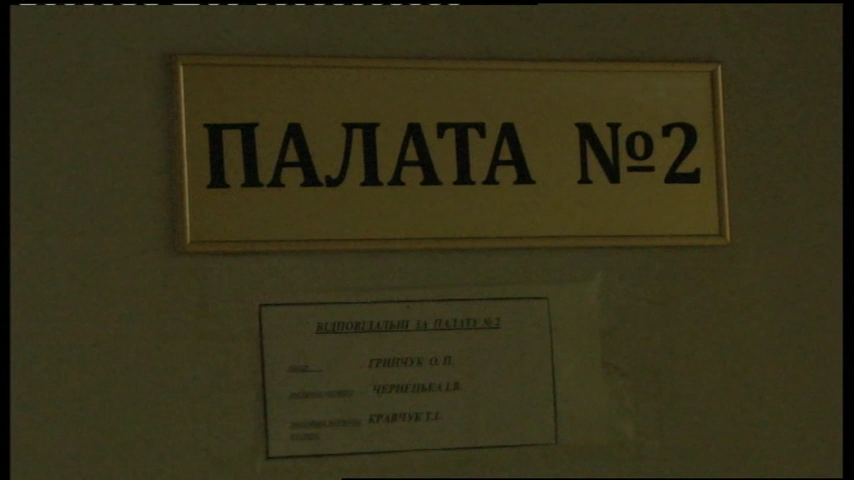 ПАЛАТА №2
ВІДПОВІДАЛЬНІ ЗА ПАЛАТУ №2
ГРИНЧУК О. П.
ЧЕРНЕЦЬКА І.В.
КРАВЧУК Т.І.